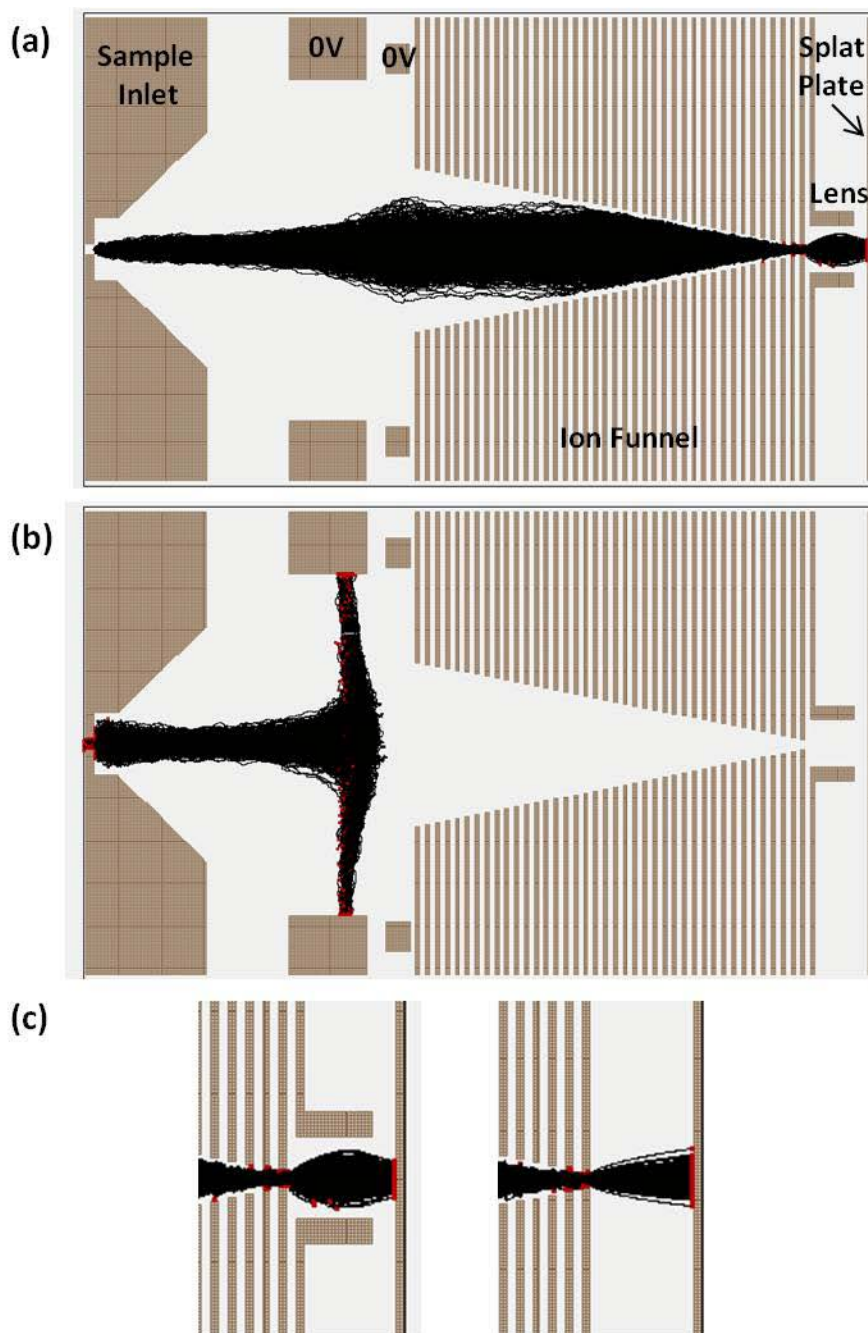 (a)
Sample
Inlet
0V
0V
Splat
Plate
Lens
Ion Funnel
(b)
(c)